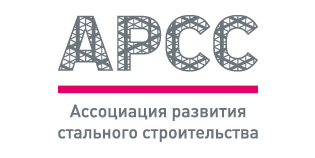 АРСС
Ассоциация развития
стального строительства